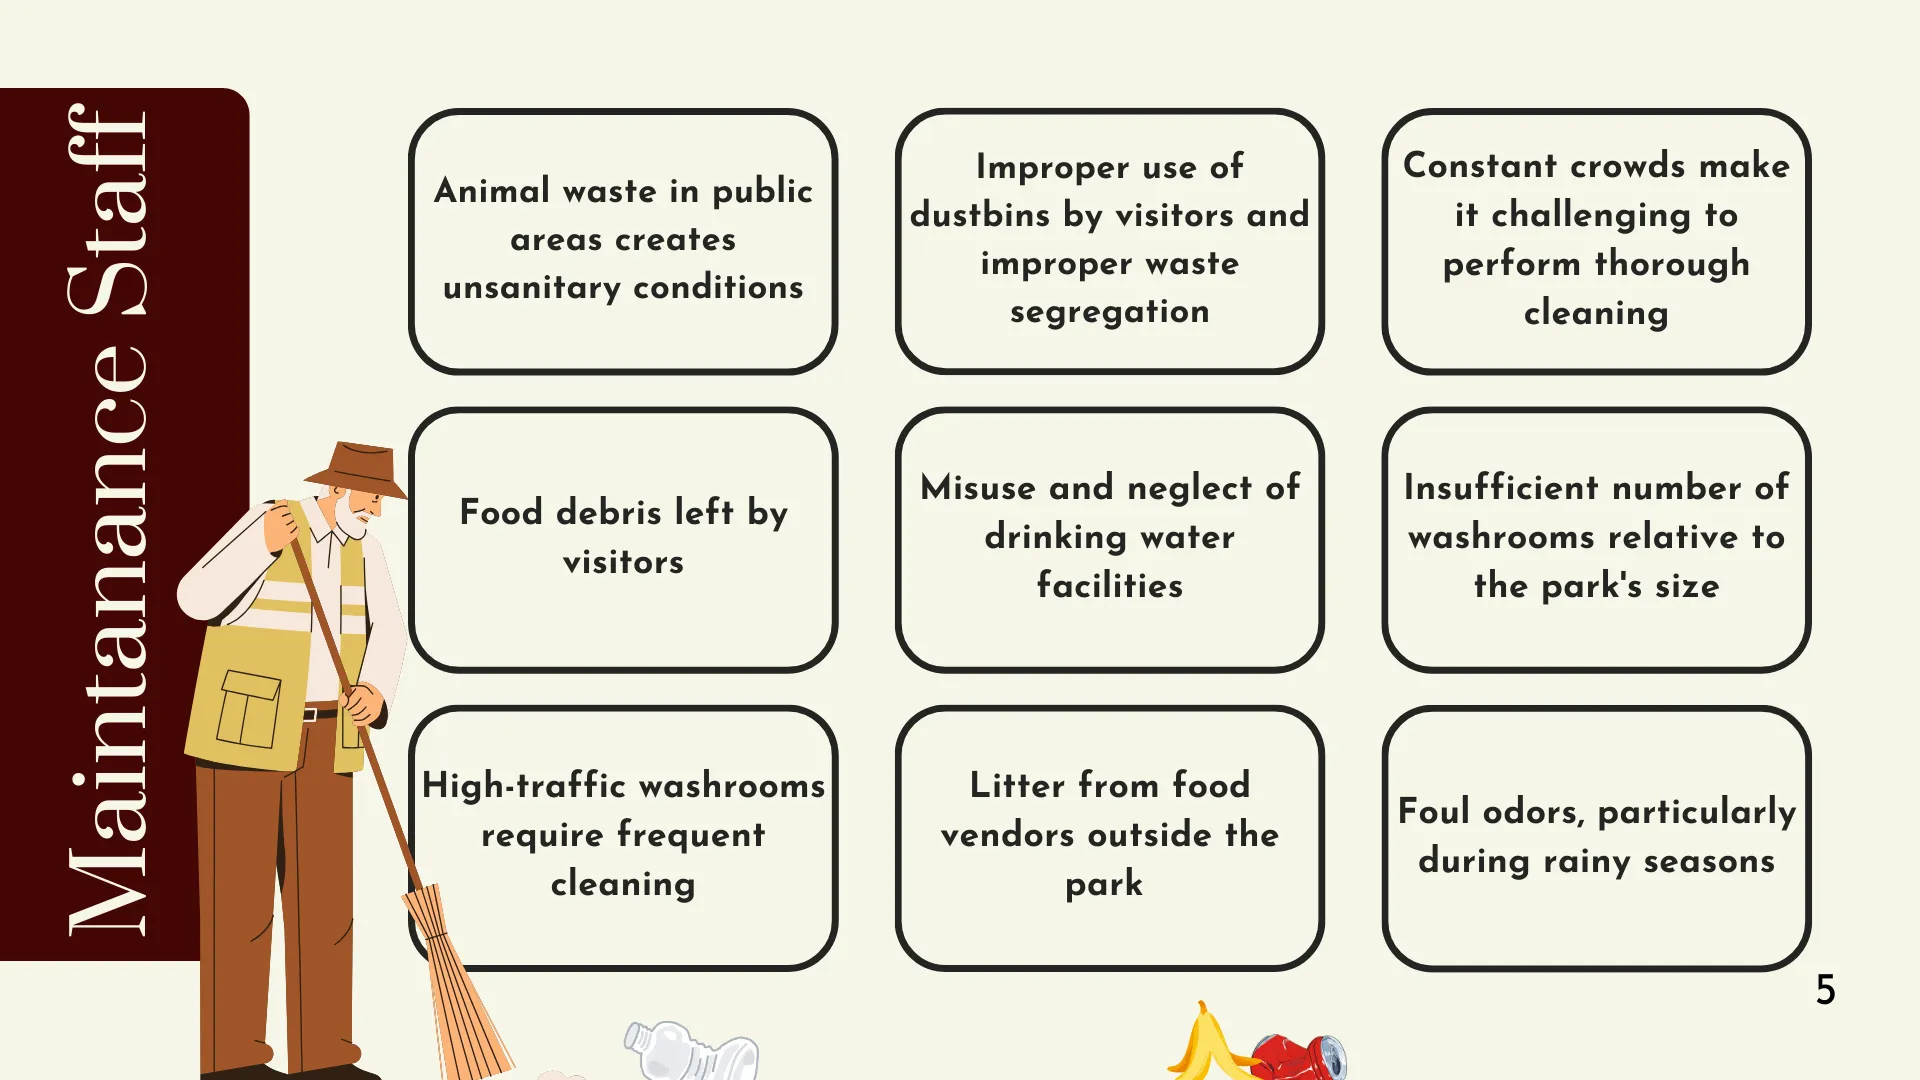 Maintanance Staff
Animal waste in public
areas creates
unsanitary conditions
Improper use of
dustbins by visitors and
improper waste
segregation
Constant crowds make
it challenging to
perform thorough
cleaning
Food debris left by
visitors
Misuse and neglect of
drinking water
facilities
Insufficient number of
washrooms relative to
the park's size
High-traffic washrooms
require frequent
cleaning
Litter from food
vendors outside the
park
Foul odors, particularly
during rainy seasons
5